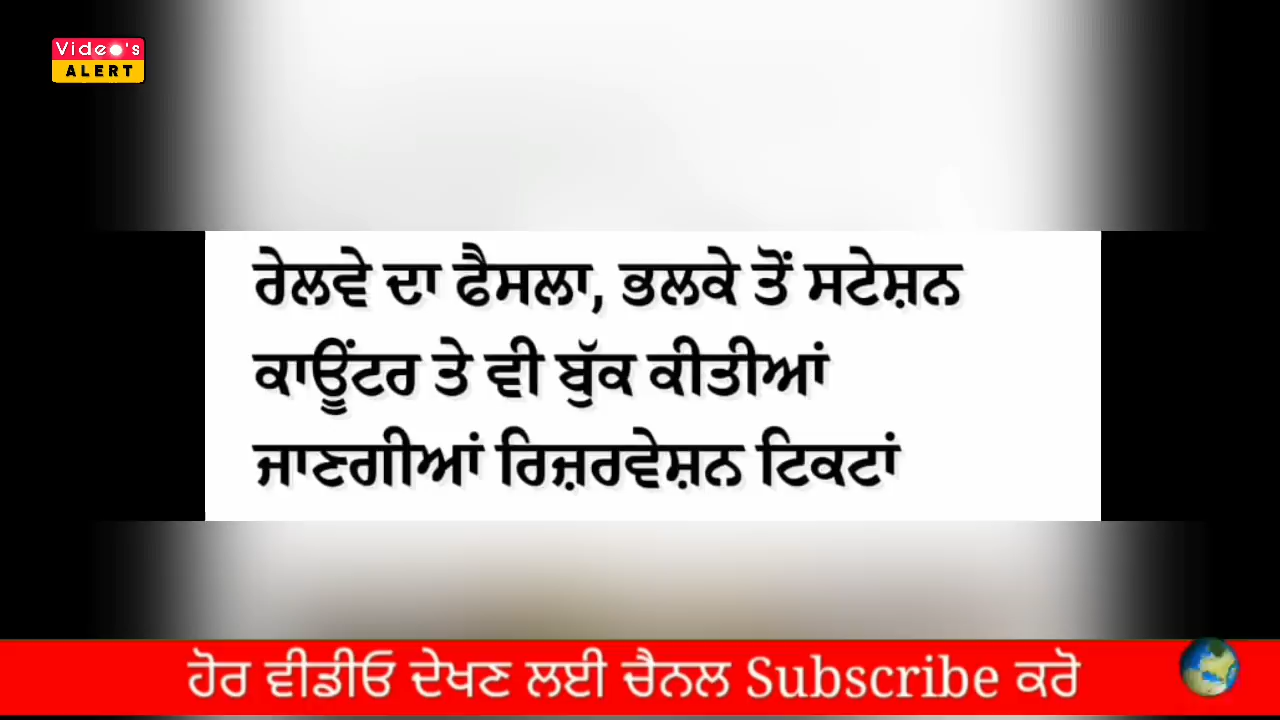 Video's
ALERT
ਰੇਲਵੇ ਦਾ ਫੈਸਲਾ, ਭਲਕੇ ਤੋਂ ਸਟੇਸ਼ਨ
ਕਾਊਂਟਰ ਤੇ ਵੀ ਬੁੱਕ ਕੀਤੀਆਂ
ਜਾਣਗੀਆਂ ਰਿਜ਼ਰਵੇਸ਼ਨ ਟਿਕਟਾਂ
ਹੋਰ ਵੀਡੀਓ ਦੇਖਣ ਲਈ ਚੈਨਲ Subscribe ਕਰੋ